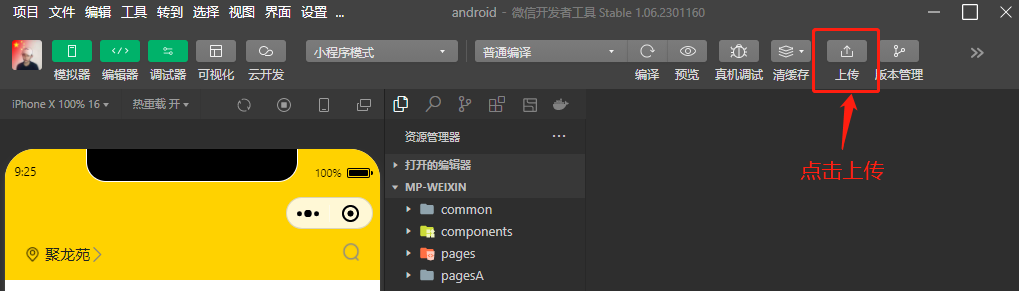 项目 文件 编辑 工具 转到 选择 视图 界面 设置 ... android - 微信开发者工具 Stable 1.06.2301160
小程序模式 普通编译
模拟器 编辑器 调试器 可视化 云开发 编译 预览 真机调试 清缓存 上传 版本管理
iPhone X 100% 16 热重载 开
资源管理器
打开的编辑器
点击上传
9:25 100%
MP-WEIXIN
common
components
聚龙苑 pages
pagesA